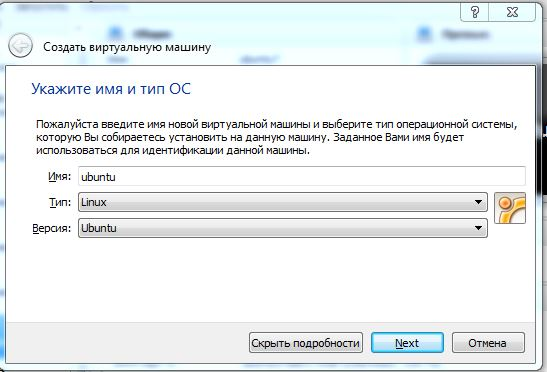 Создать виртуальную машину
Укажите имя и тип ОС
Пожалуйста введите имя новой виртуальной машины и выберите тип операционной системы,
которую Вы собираетесь установить на данную машину. Заданное Вами имя будет
использоваться для идентификации данной машины.
Имя: ubuntu
Тип: Linux
Версия: Ubuntu
Скрыть подробности Next Отмена